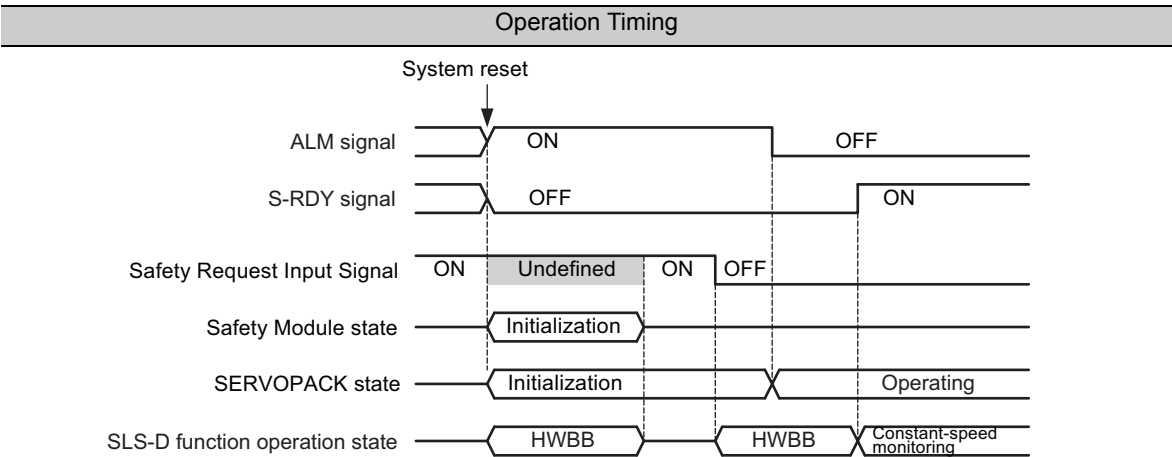 Operation Timing
System reset
ALM signal ON OFF
S-RDY signal OFF ON
Safety Request Input Signal ON Undefined ON OFF
Safety Module state Initialization
SERVOPACK state Initialization Operating
SLS-D function operation state HWBB HWBB Constant-speed
monitoring